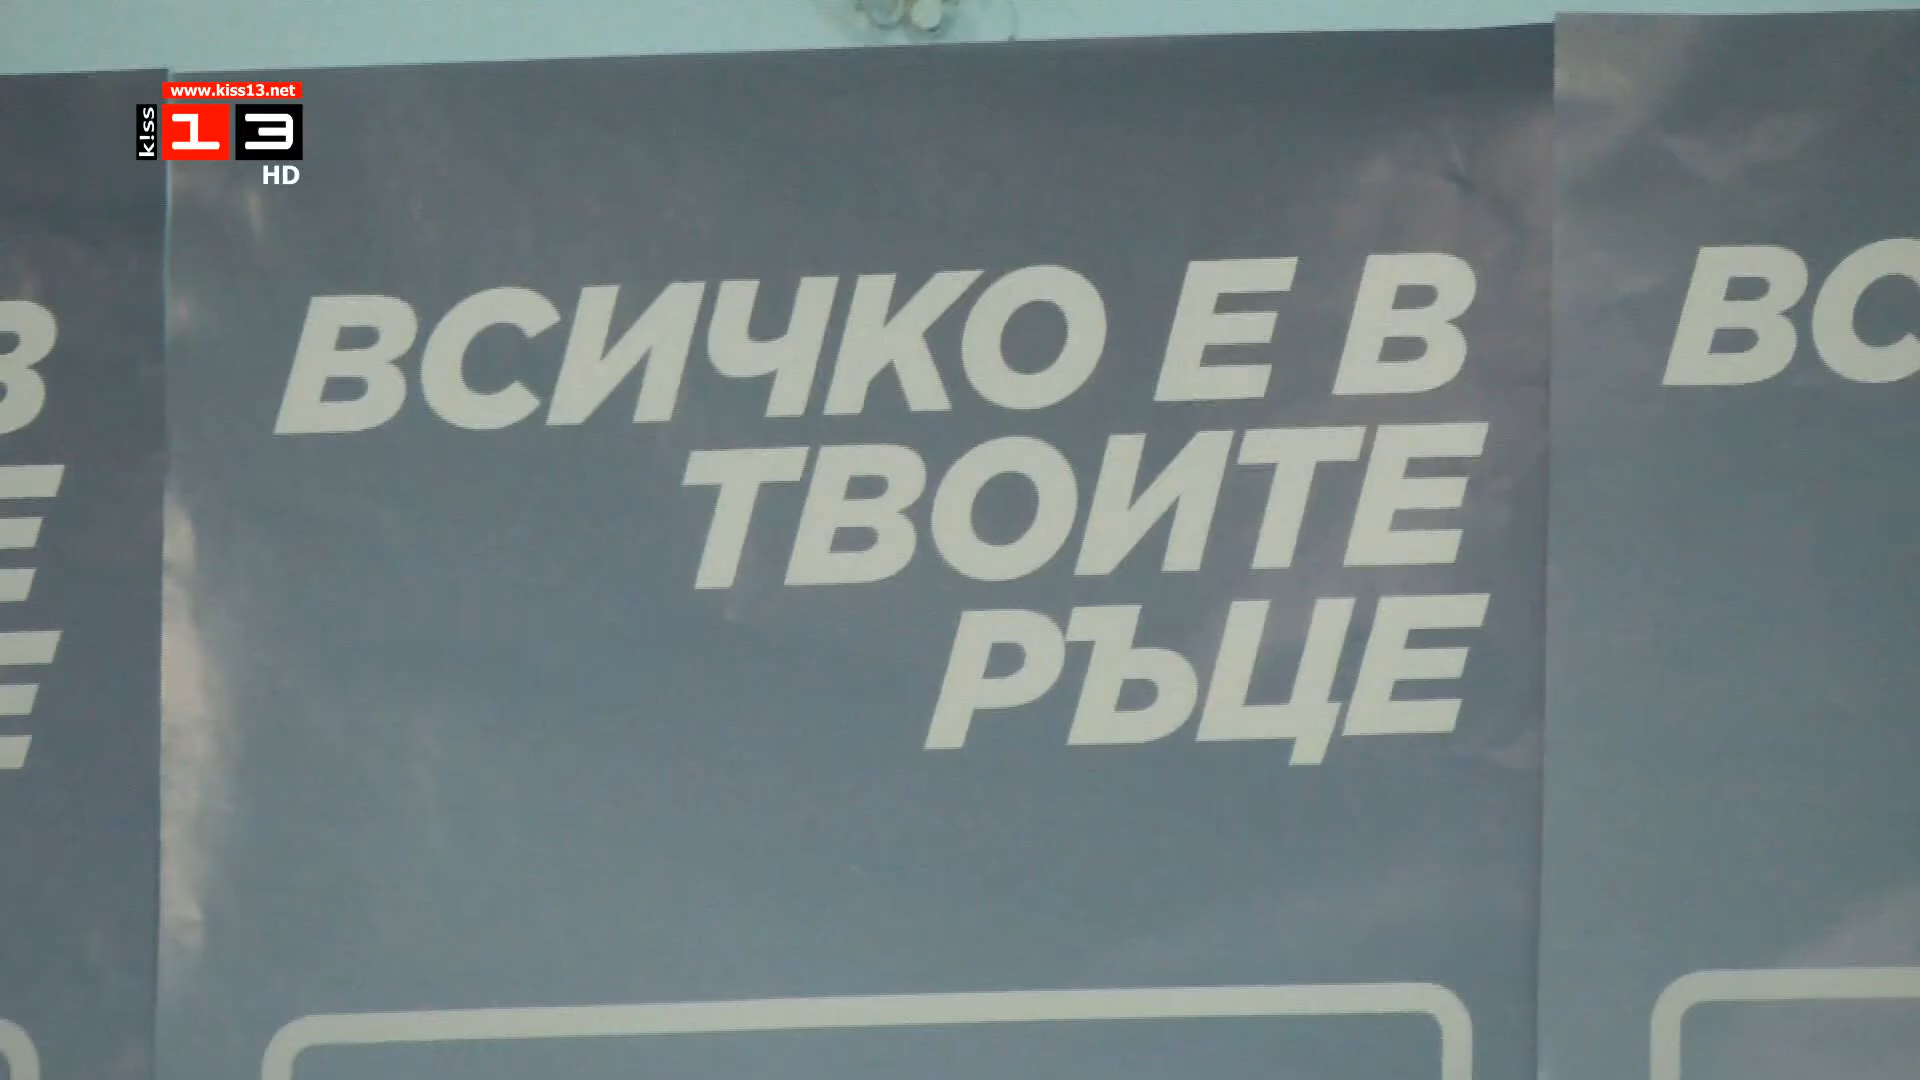 www.kiss13.net
kiss 13
HD
ВСИЧКО Е В
ТВОИТЕ
РЪЦЕ